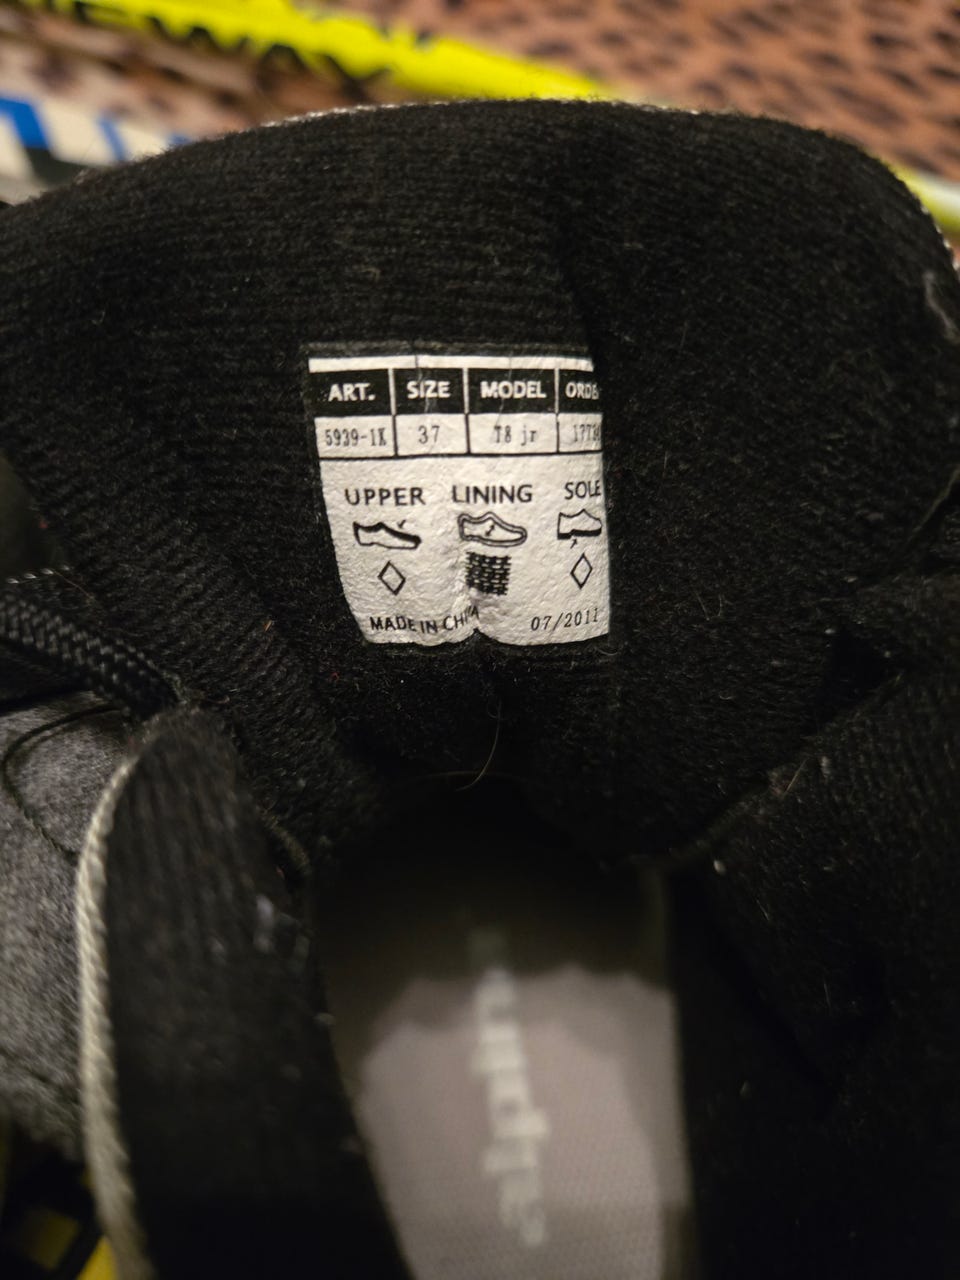 ART. SIZE MODEL
5939-1K 37 T8 jr
UPPER LINING SOLE
MADE IN CHINA 07/2011